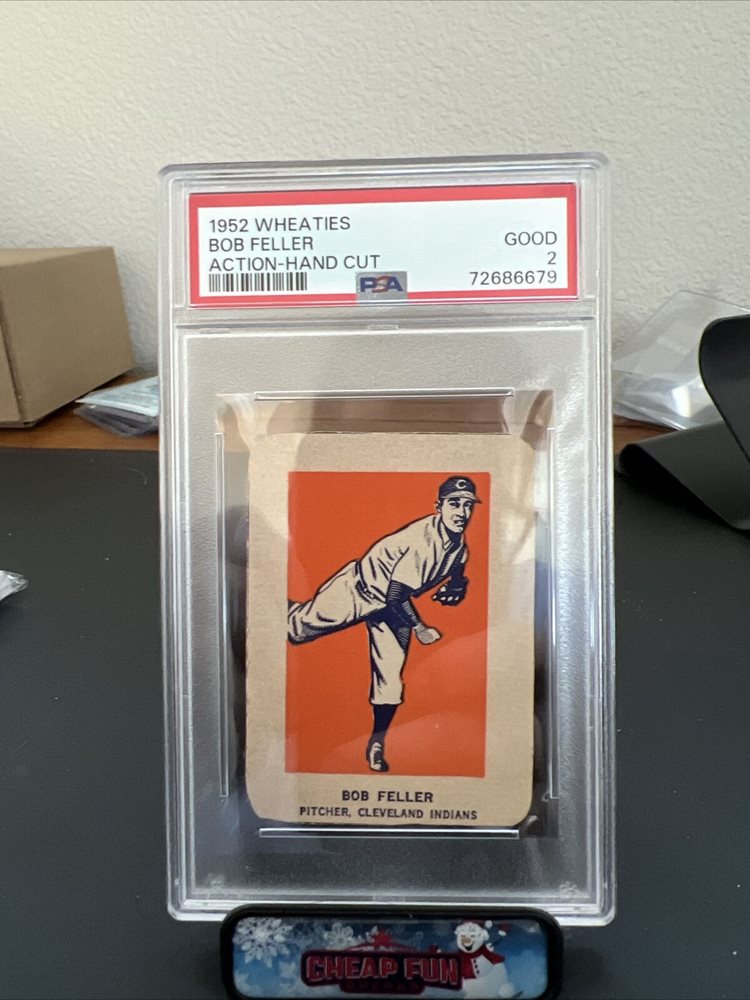 1952 WHEATIES
BOB FELLER
ACTION-HAND CUT
GOOD
2
72686679
PSA
C
BOB FELLER
PITCHER, CLEVELAND INDIANS
CHEAP FUN